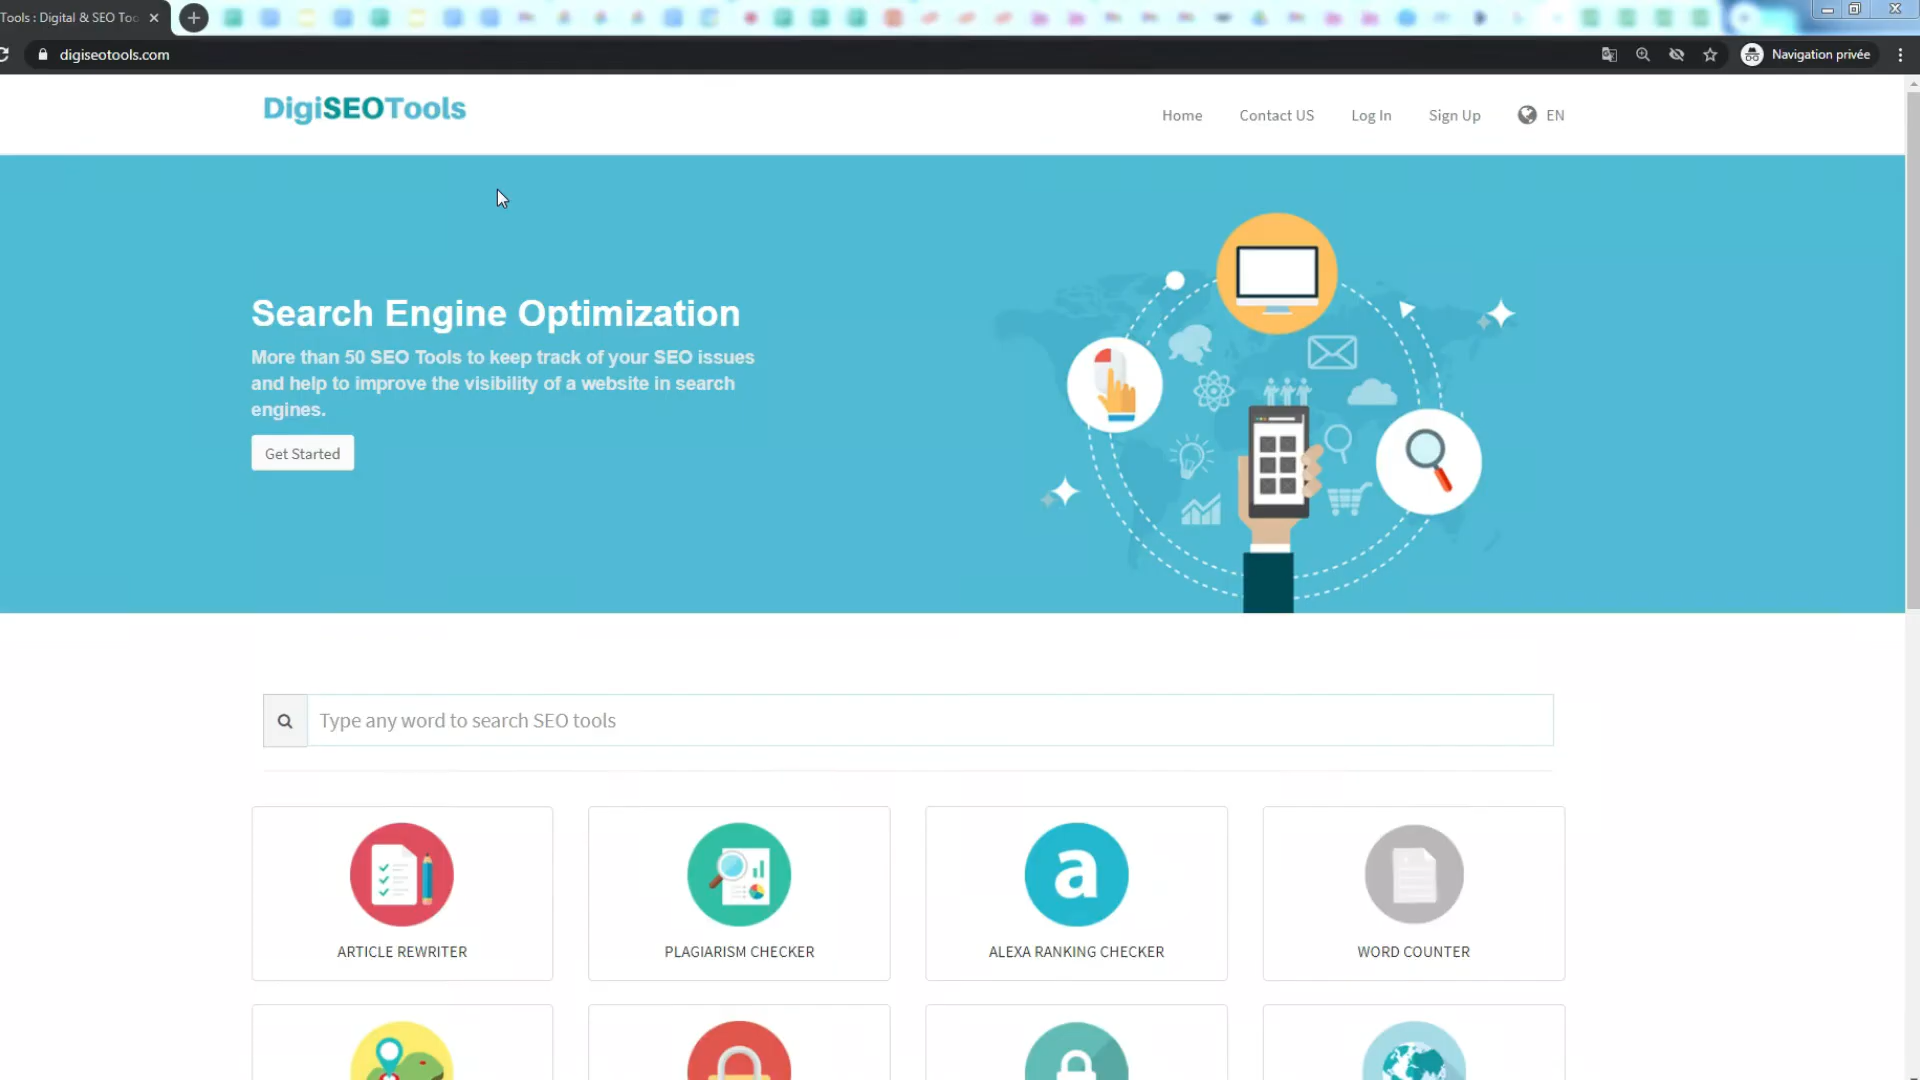 Tools : Digital & SEO Too
digiseotools.com
Navigation privée
DigiSEOTools
Home
Contact US
Log In
Sign Up
EN
Search Engine Optimization
More than 50 SEO Tools to keep track of your SEO issues
and help to improve the visibility of a website in search
engines.
Get Started
Type any word to search SEO tools
a
ARTICLE REWRITER
PLAGIARISM CHECKER
ALEXA RANKING CHECKER
WORD COUNTER